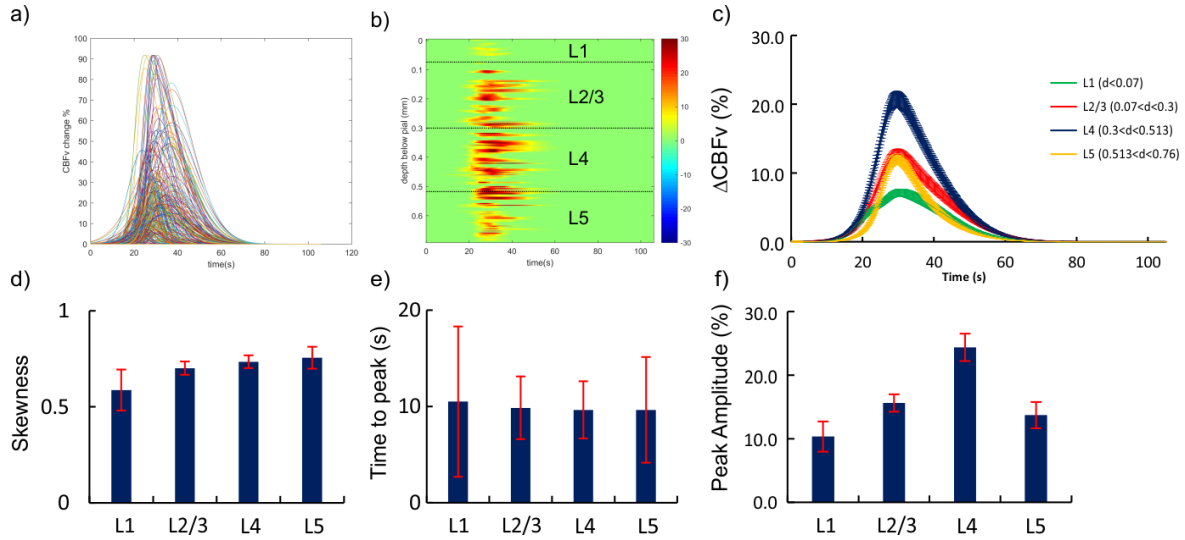 a)
CBFv change %
100
90
80
70
60
50
40
30
20
10
0
0 20 40 60 80 100 120
time(s)
b)
depth below pial (mm)
0
0.1
0.2
0.3
0.4
0.5
0.6
L1
L2/3
L4
L5
0 20 40 60 80 100
time(s)
30
20
10
0
-10
-20
-30
c)
ΔCBFv (%)
30.0
20.0
10.0
0.0
0 20 40 60 80 100
Time (s)
L1 (d<0.07)
L2/3 (0.07<d<0.3)
L4 (0.3<d<0.513)
L5 (0.513<d<0.76)
d)
Skewness
1
0.5
0
L1 L2/3 L4 L5
e)
Time to peak (s)
20
10
0
L1 L2/3 L4 L5
f)
Peak Amplitude (%)
30.0
20.0
10.0
0.0
L1 L2/3 L4 L5